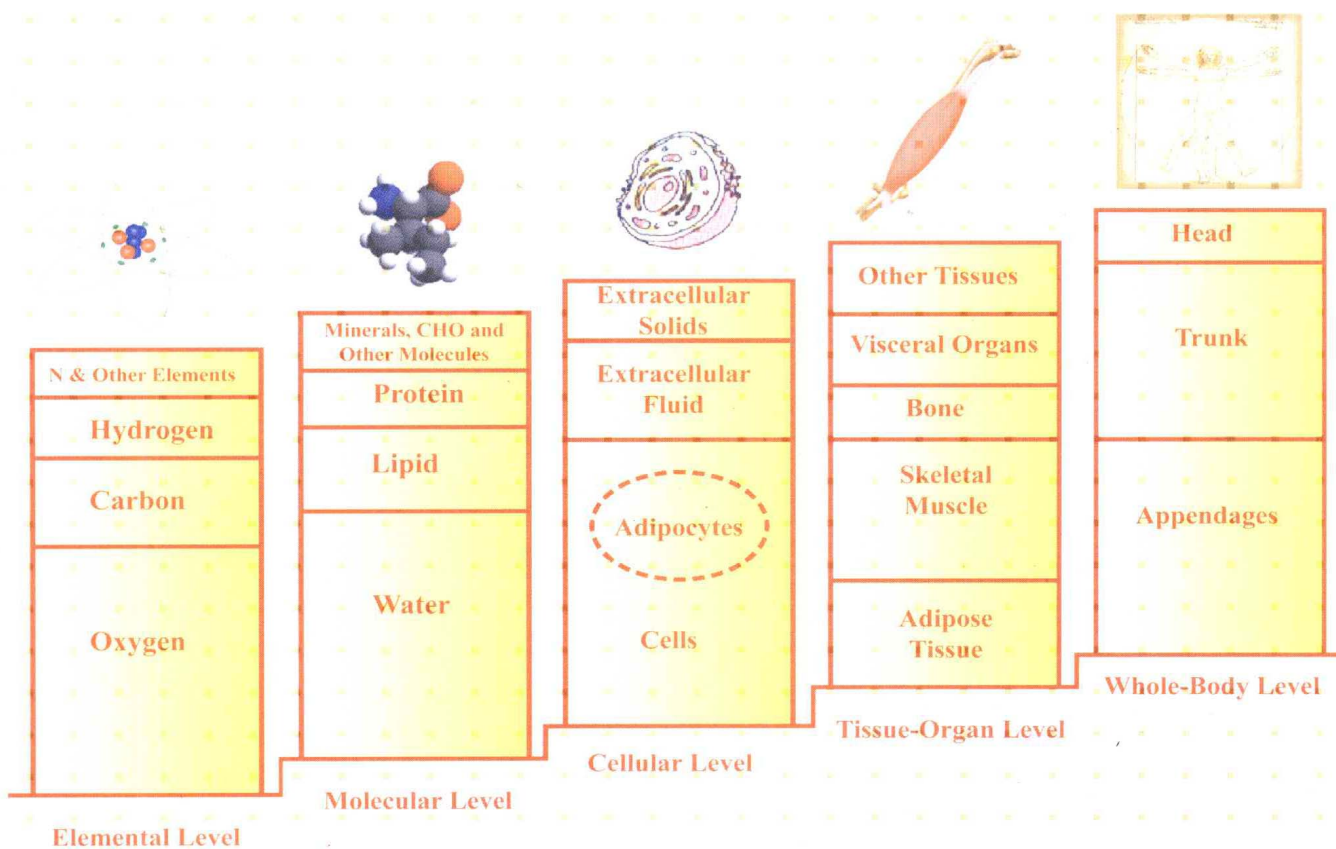 N & Other Elements
Hydrogen
Carbon
Oxygen
Elemental Level
Minerals, CHO and
Other Molecules
Protein
Lipid
Water
Molecular Level
Extracellular
Solids
Extracellular
Fluid
Adipocytes
Cells
Cellular Level
Other Tissues
Visceral Organs
Bone
Skeletal
Muscle
Adipose
Tissue
Tissue-Organ Level
Head
Trunk
Appendages
Whole-Body Level